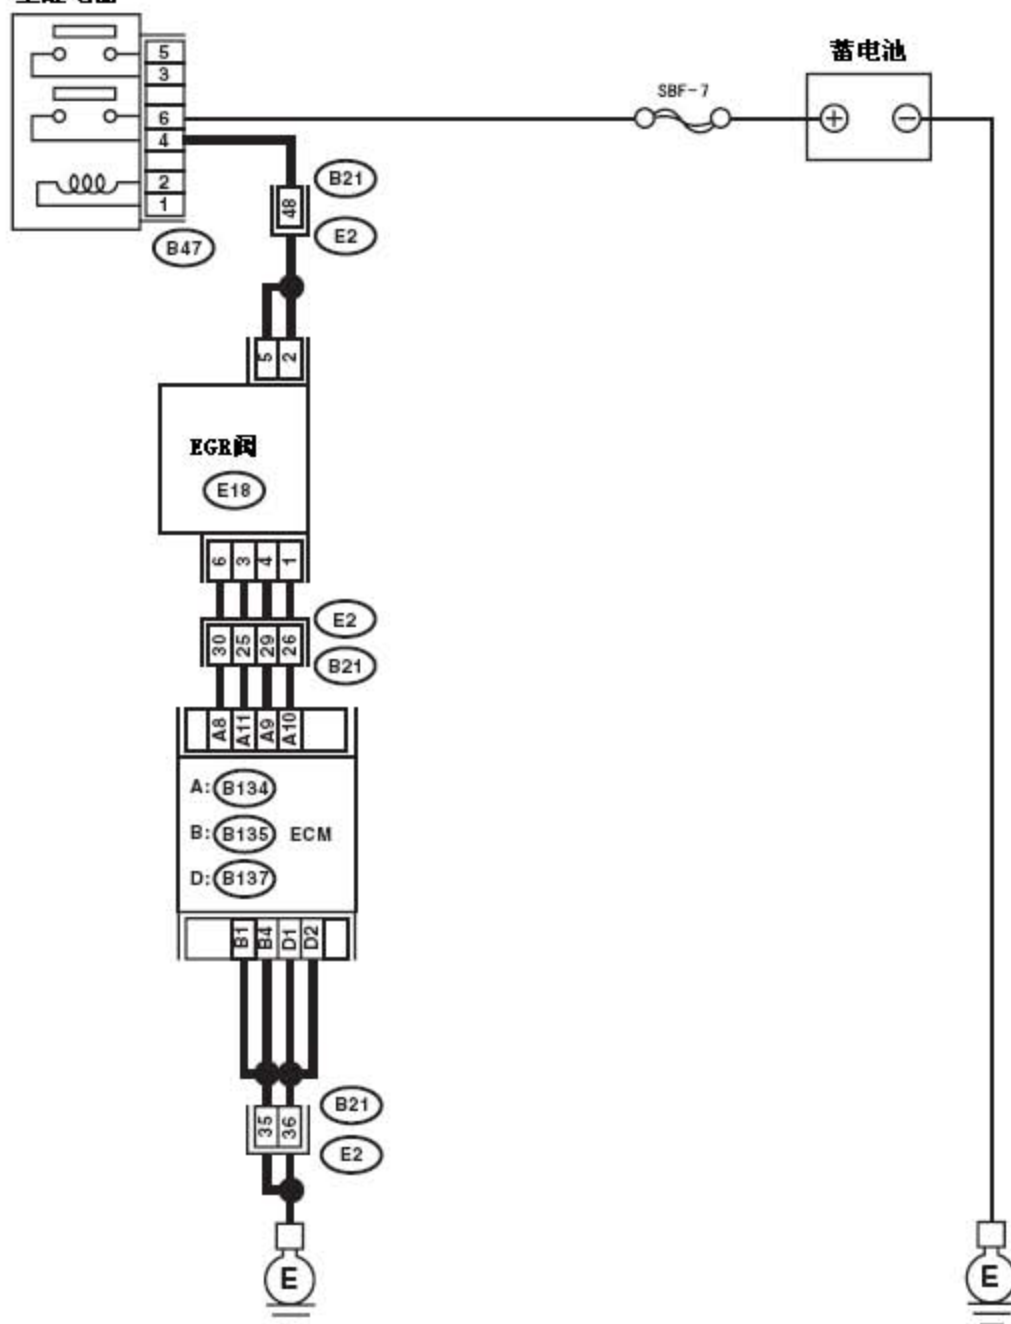 蓄电池
SBF-7
5
3
6
4
2
1
B47
B21
48
E2
5 2
EGR阀
E18
6 3 4 1
E2
30 25 29 26
B21
A8 A11 A9 A10
A: B134
B: B135 ECM
D: B137
B1 B4 D1 D2
B21
35 36
E2
E
E